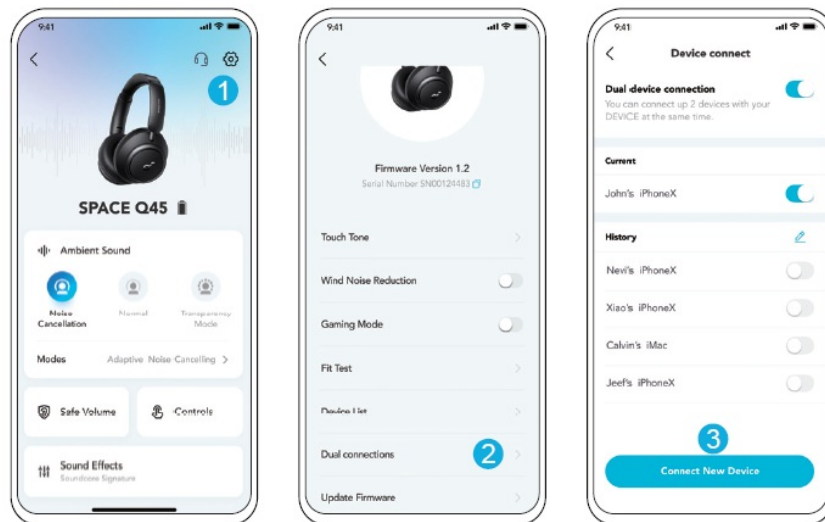 9:41
1
SPACE Q45
Ambient Sound
Noise
Cancellation
Normal
Transparency
Mode
Modes
Adaptive Noise Cancelling
Safe Volume
Controls
Sound Effects
Soundcore Signature
9:41
Firmware Version 1.2
Serial Number SN00124483
Touch Tone
Wind Noise Reduction
Gaming Mode
Fit Test
Device List
Dual connections
2
Update Firmware
9:41
Device connect
Dual device connection
You can connect up 2 devices with your
DEVICE at the same time.
Current
John's iPhoneX
History
Nevi's iPhoneX
Xiao's iPhoneX
Calvin's iMac
Jeef's iPhoneX
3
Connect New Device